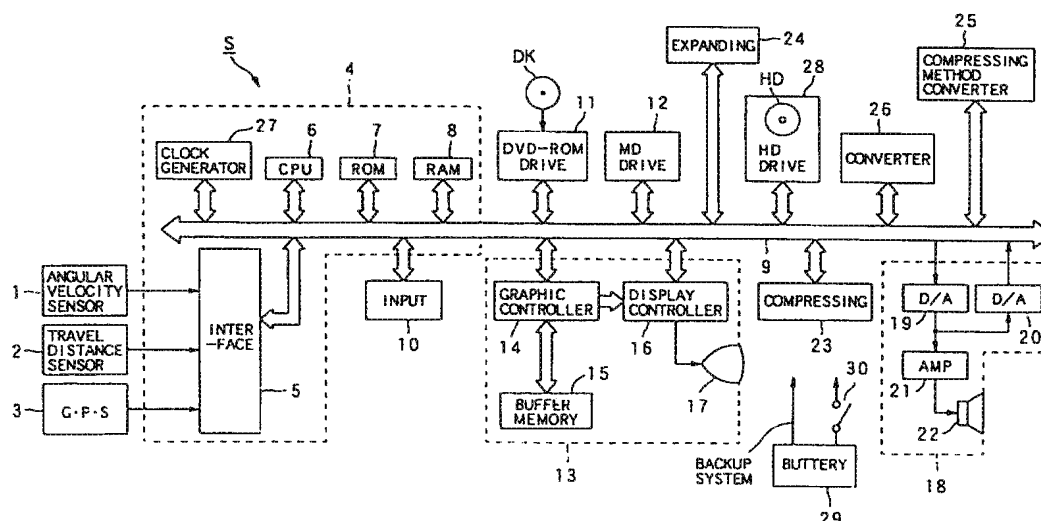 S
4
27
CLOCK
GENERATOR
6
CPU
7
ROM
8
RAM
DK
11
DVD-ROM
DRIVE
12
MD
DRIVE
EXPANDING
24
HD
28
HD
DRIVE
26
CONVERTER
25
COMPRESSING
METHOD
CONVERTER
9
1
ANGULAR
VELOCITY
SENSOR
2
TRAVEL
DISTANCE
SENSOR
3
G·P·S
INTER
-FACE
5
INPUT
10
GRAPHIC
CONTROLLER
14
DISPLAY
CONTROLLER
16
15
BUFFER
MEMORY
17
13
COMPRESSING
23
30
BACKUP
SYSTEM
BUTTERY
29
D/A
19
D/A
20
AMP
21
22
18